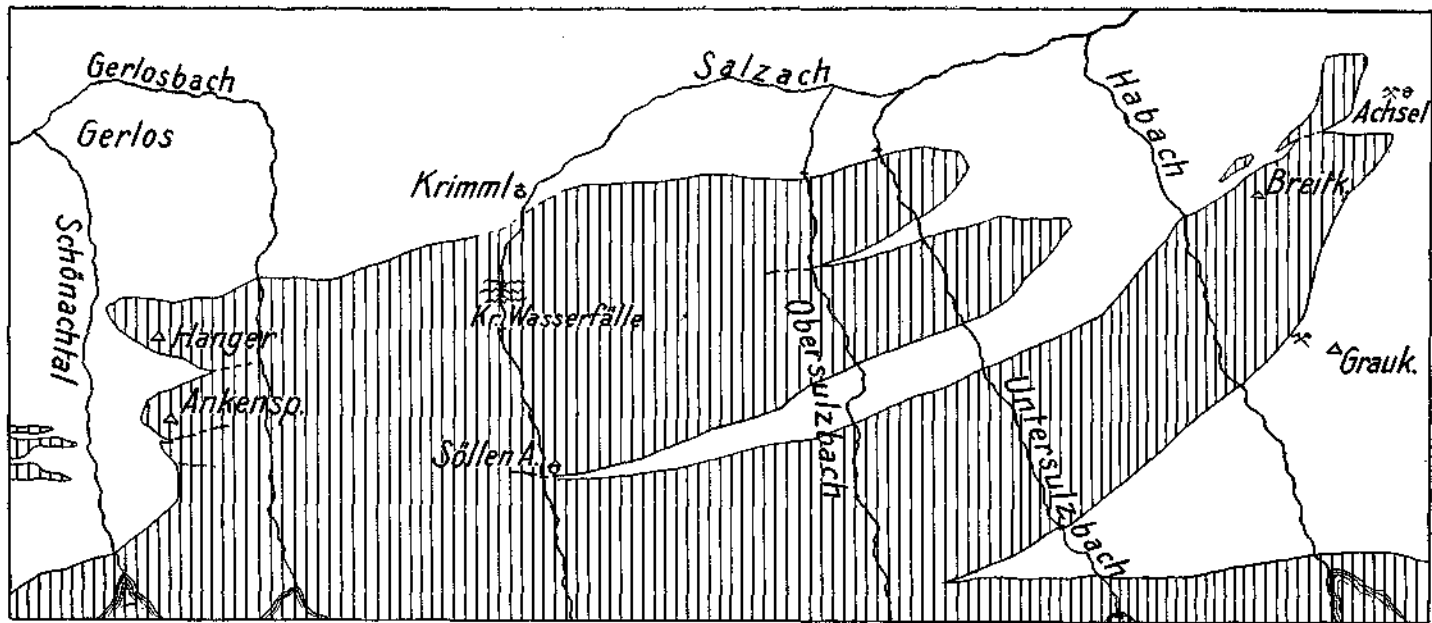 Gerlosbach
Gerlos
Schönachtal
Hanger
Ankensp.
Krimml
Kr. Wasserfälle
Söllen A.
Salzach
Obersulzbach
Untersulzbach
Habach
Achsel
Breitk.
Grauk.